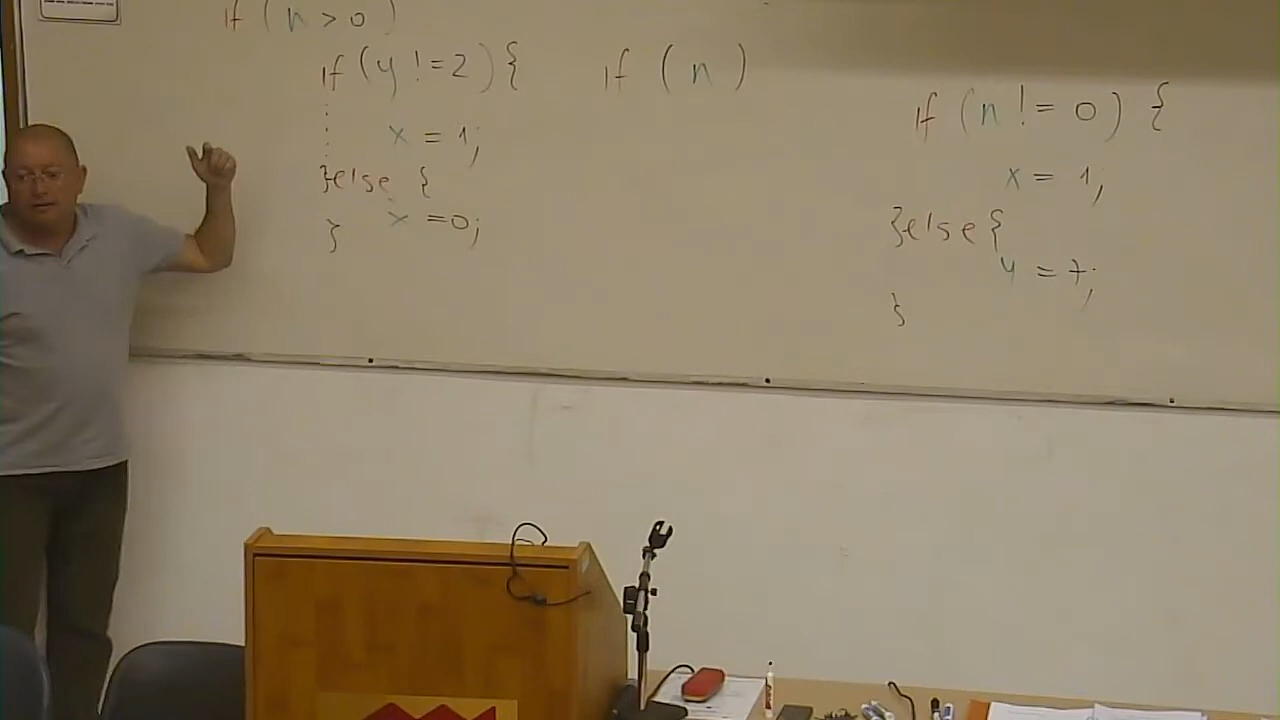 if (n > 0 )
if (y != 2 ) {
x = 1;
}else {
x = 0;
}
if (n)
if (n != 0) {
x = 1;
}else{
y = 7;
}